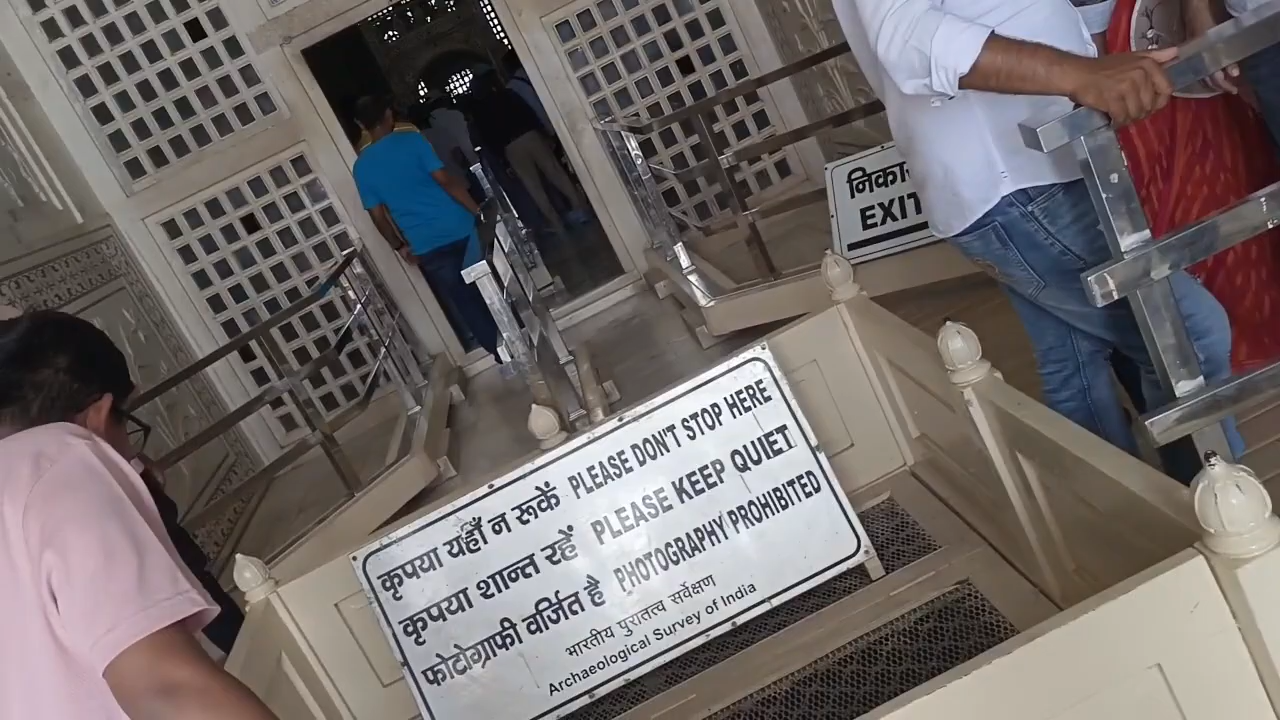 निका
EXIT
कृपया यहाँ न रूकें PLEASE DON'T STOP HERE
कृपया शान्त रहें PLEASE KEEP QUIET
फोटोग्राफी वर्जित है PHOTOGRAPHY PROHIBITED
भारतीय पुरातत्व सर्वेक्षण
Archaeological Survey of India